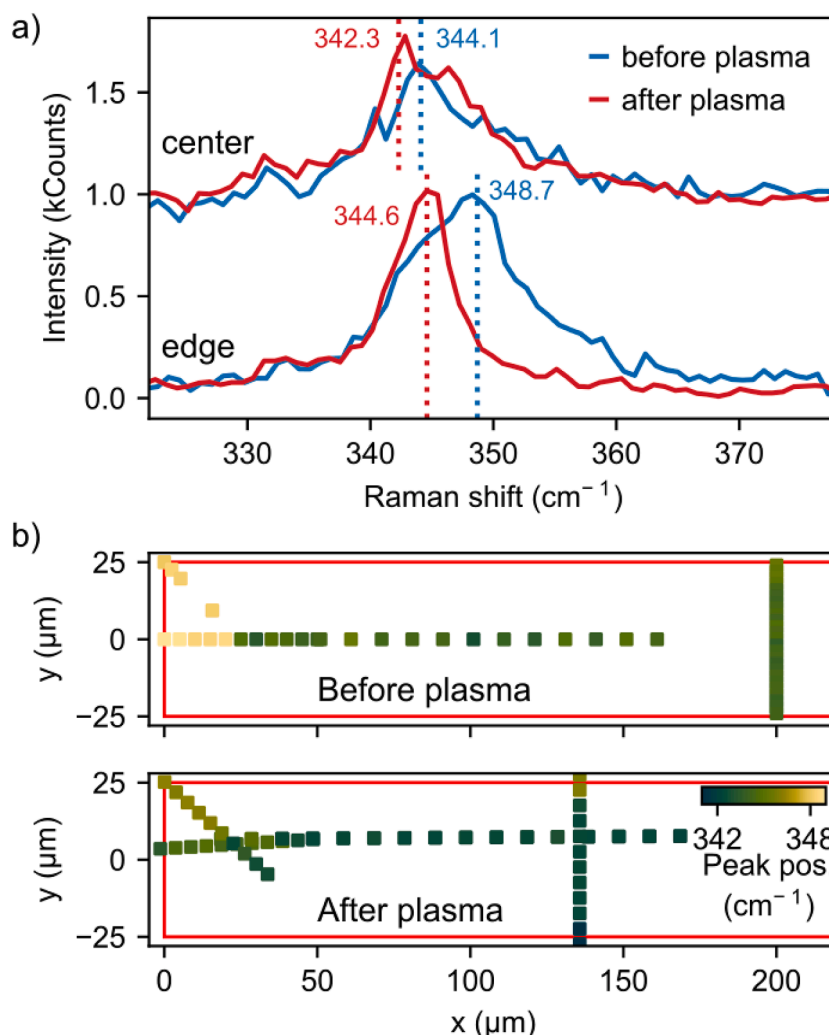 a)
342.3
344.1
before plasma
after plasma
center
348.7
344.6
edge
1.5
1.0
0.5
0.0
Intensity (kCounts)
330
340
350
360
370
Raman shift (cm⁻¹)
b)
25
0
−25
y (µm)
Before plasma
25
0
−25
y (µm)
342
348
Peak pos
(cm⁻¹)
After plasma
0
50
100
150
200
x (µm)